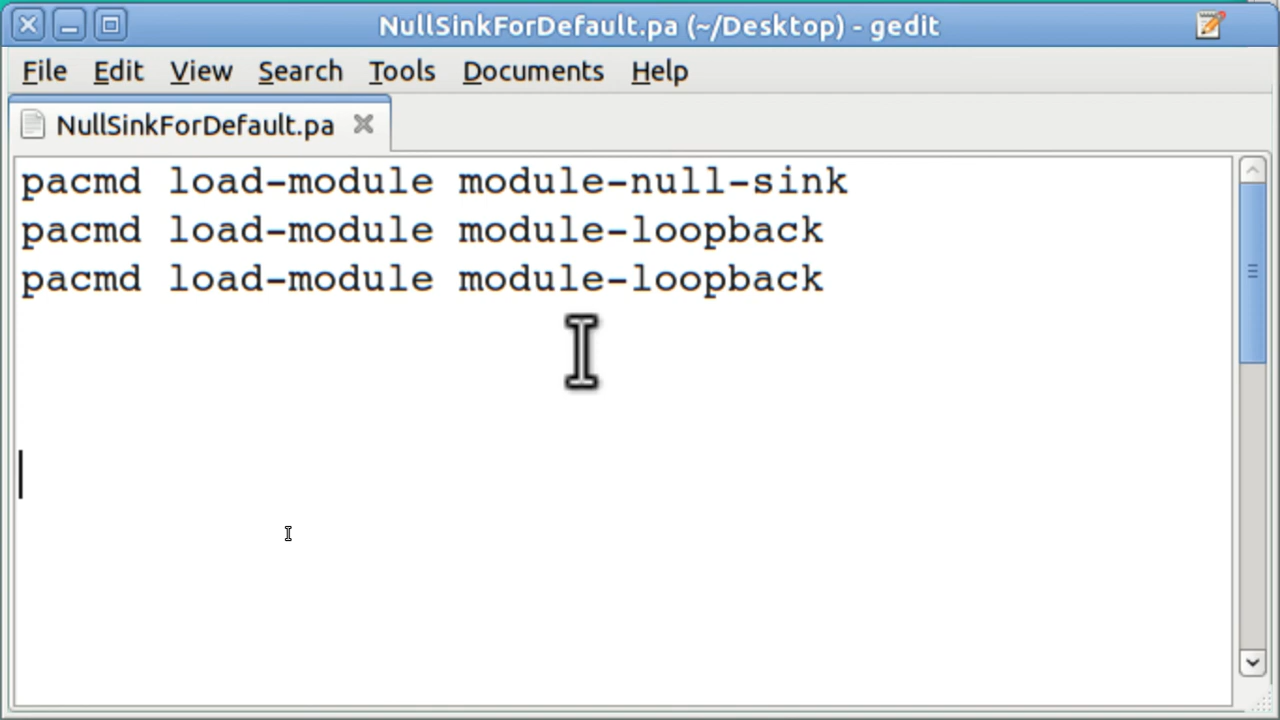 NullSinkForDefault.pa (~/Desktop) - gedit
File Edit View Search Tools Documents Help
NullSinkForDefault.pa
pacmd load-module module-null-sink
pacmd load-module module-loopback
pacmd load-module module-loopback